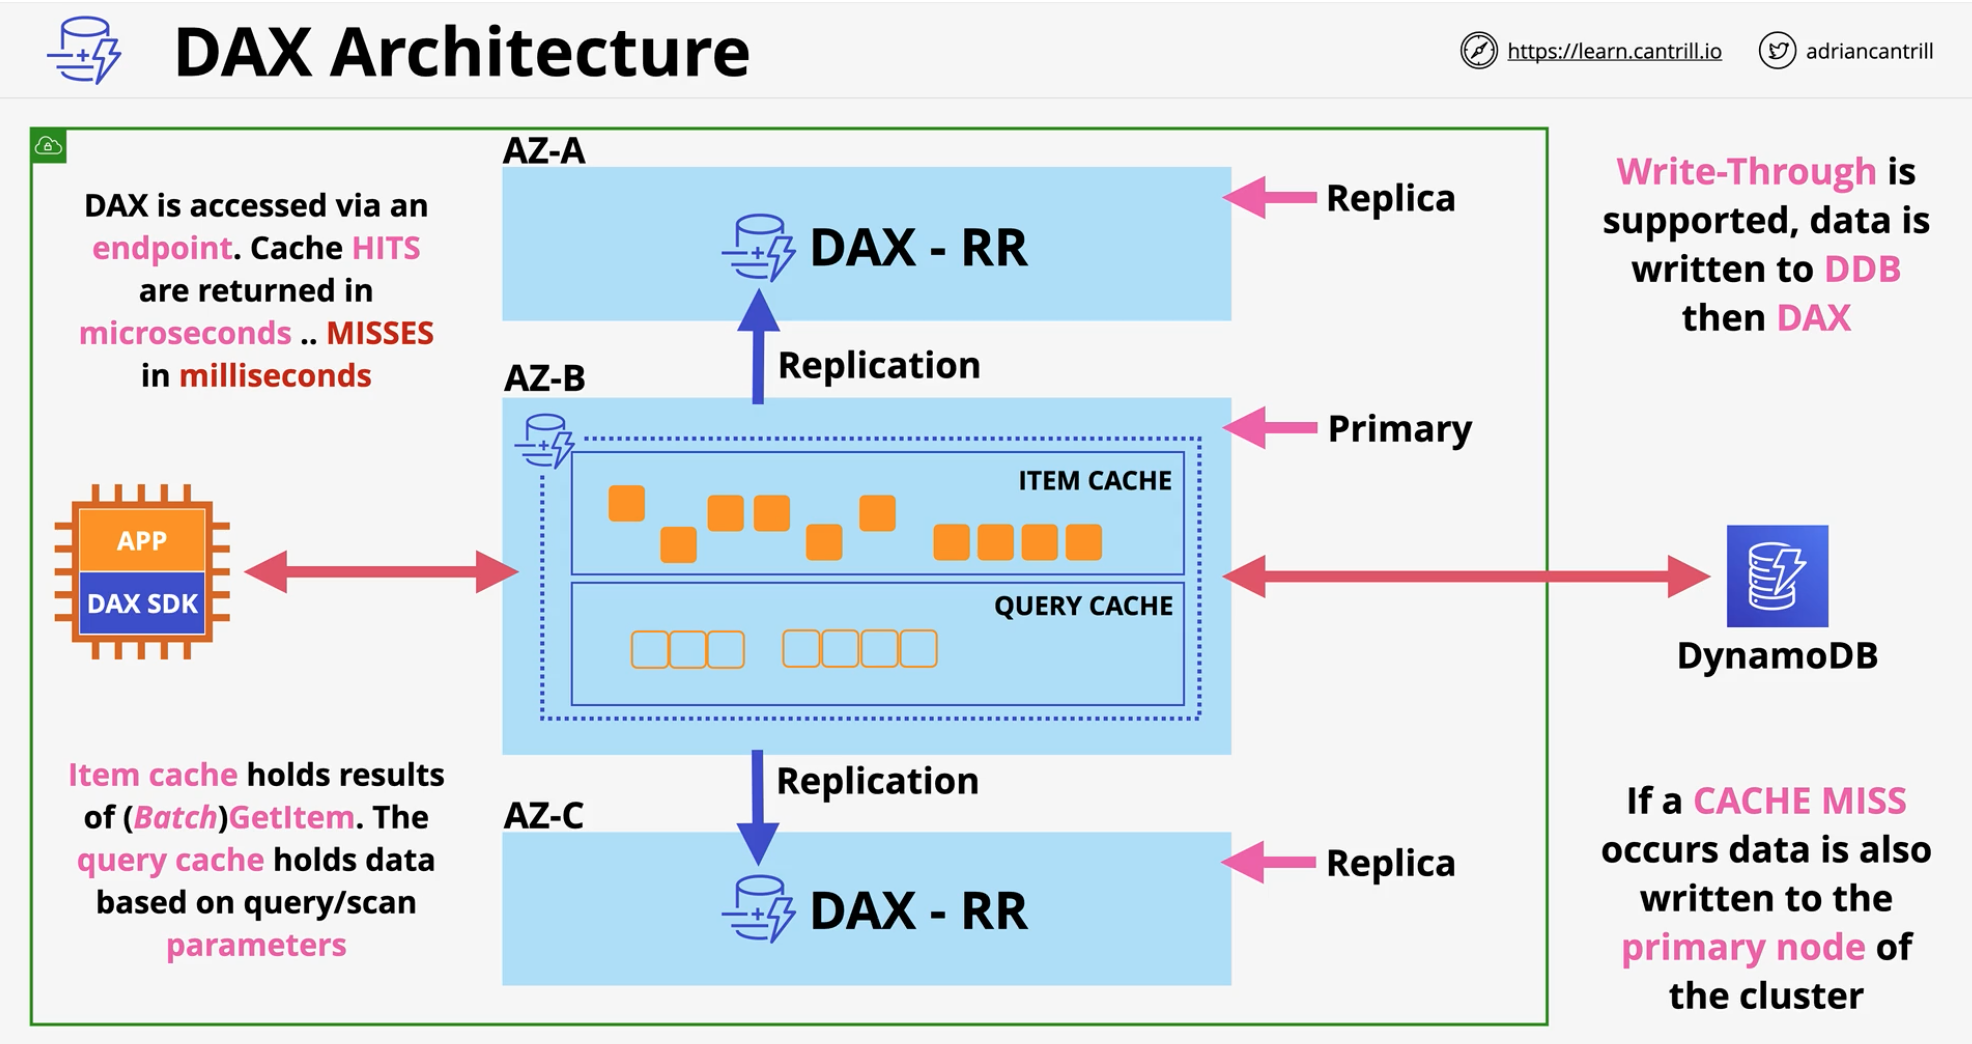 DAX Architecture
https://learn.cantrill.io
adriancantrill
DAX is accessed via an
endpoint. Cache HITS
are returned in
microseconds .. MISSES
in milliseconds
AZ-A
DAX - RR
Replica
Replication
AZ-B
Primary
ITEM CACHE
QUERY CACHE
APP
DAX SDK
Replication
AZ-C
DAX - RR
Replica
Item cache holds results
of (Batch)GetItem. The
query cache holds data
based on query/scan
parameters
Write-Through is
supported, data is
written to DDB
then DAX
DynamoDB
If a CACHE MISS
occurs data is also
written to the
primary node of
the cluster